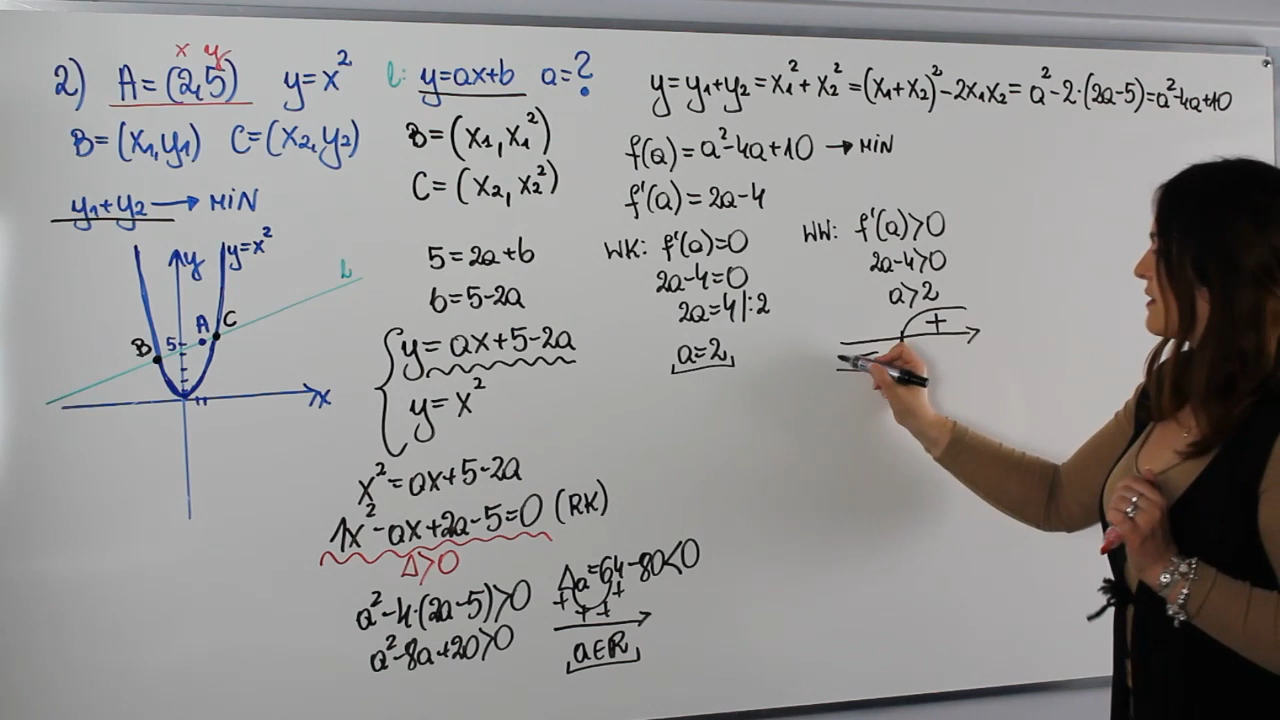 2) A=(2,5) y=x²
x y
B=(x₁,y₁) C=(x₂,y₂)
y₁+y₂→MIN
y
y=x²
l
A
C
B
5
x
l: y=ax+b a=?
B=(x₁,x₁²)
C=(x₂,x₂²)
5=2a+b
b=5-2a
y=ax+5-2a
y=x²
x²=ax+5-2a
1x²-ax+2a-5=0 (RK)
Δ>0
a²-4·(2a-5)>0
a²-8a+20>0
Δa=64-80<0
+ + + +
a∈R
y=y₁+y₂=x₁²+x₂²=(x₁+x₂)²-2x₁x₂=a²-2·(2a-5)=a²-4a+10
f(a)=a²-4a+10→MIN
f'(a)=2a-4
WK: f'(a)=0
2a-4=0
2a=4|:2
a=2
WW: f'(a)>0
2a-4>0
a>2
+